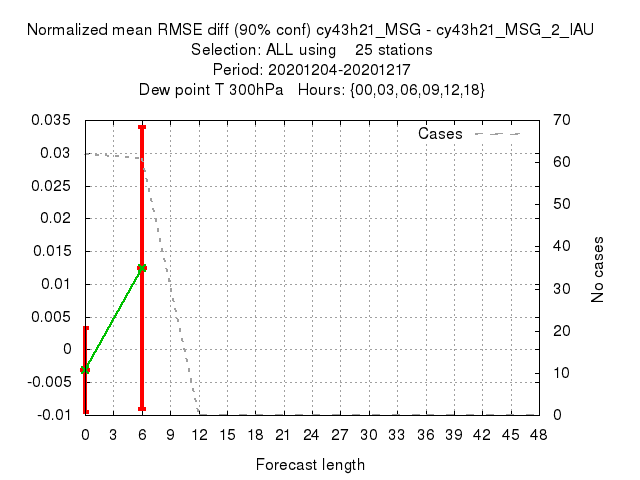 Normalized mean RMSE diff (90% conf) cy43h21_MSG - cy43h21_MSG_2_IAU
Selection: ALL using    25 stations
Period: 20201204-20201217
Dew point T 300hPa   Hours: {00,03,06,09,12,18}
Cases
0.035
0.03
0.025
0.02
0.015
0.01
0.005
0
-0.005
-0.01
70
60
50
40
30
20
10
0
No cases
0 3 6 9 12 15 18 21 24 27 30 33 36 39 42 45 48
Forecast length